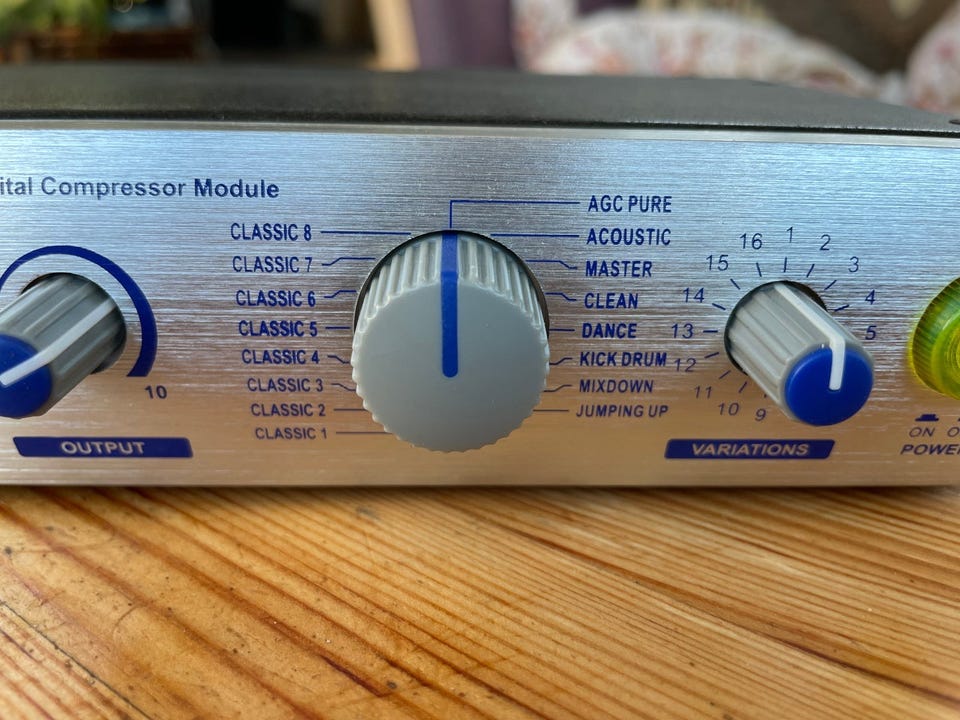 ital Compressor Module
10
OUTPUT
CLASSIC 8
CLASSIC 7
CLASSIC 6
CLASSIC 5
CLASSIC 4
CLASSIC 3
CLASSIC 2
CLASSIC 1
AGC PURE
ACOUSTIC
MASTER
CLEAN
DANCE
KICK DRUM
MIXDOWN
JUMPING UP
16 1 2
15 3
14 4
13 5
12
11
10 9
VARIATIONS
ON O
POWE